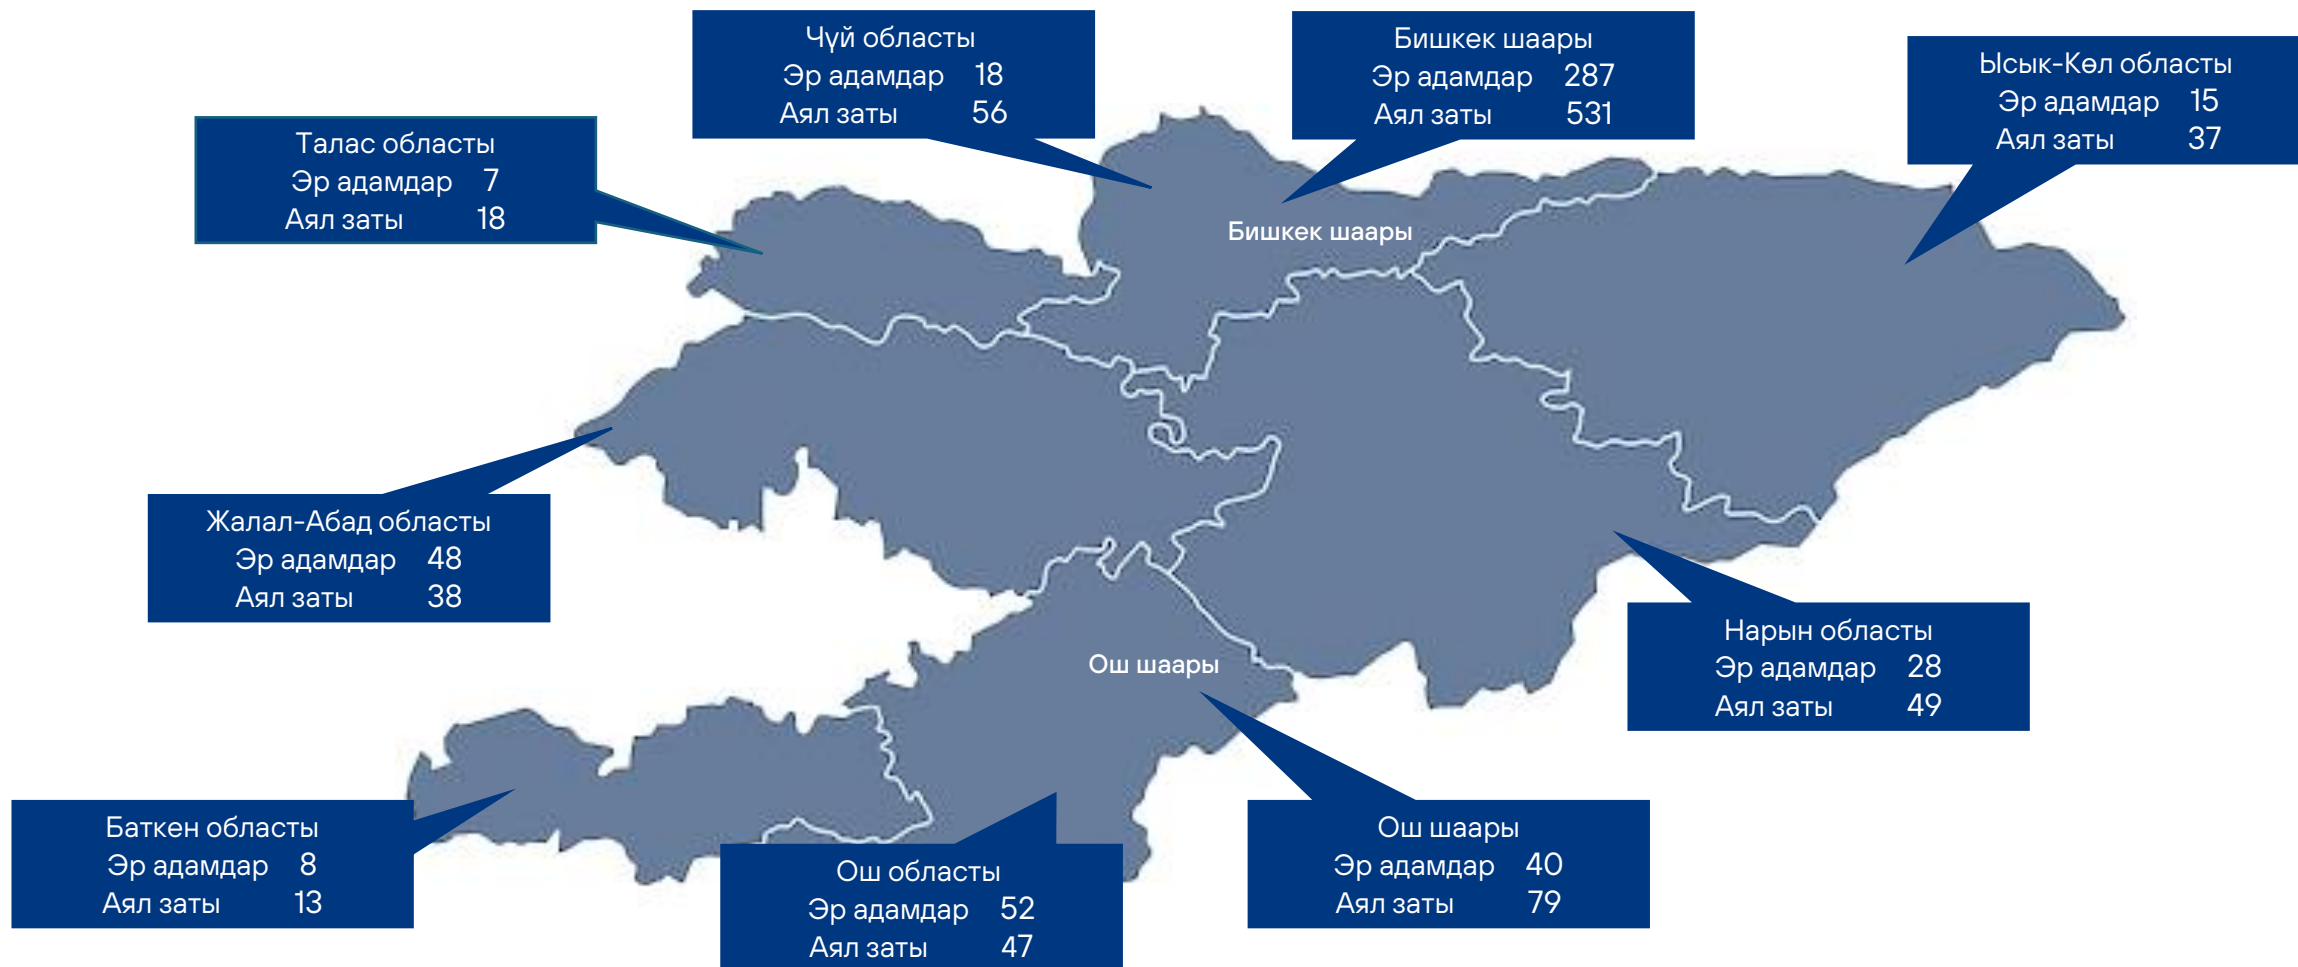 Чүй областы
Эр адамдар 18
Аял заты 56
Бишкек шаары
Эр адамдар 287
Аял заты 531
Ысык-Көл областы
Эр адамдар 15
Аял заты 37
Талас областы
Эр адамдар 7
Аял заты 18
Бишкек шаары
Жалал-Абад областы
Эр адамдар 48
Аял заты 38
Нарын областы
Эр адамдар 28
Аял заты 49
Ош шаары
Баткен областы
Эр адамдар 8
Аял заты 13
Ош областы
Эр адамдар 52
Аял заты 47
Ош шаары
Эр адамдар 40
Аял заты 79